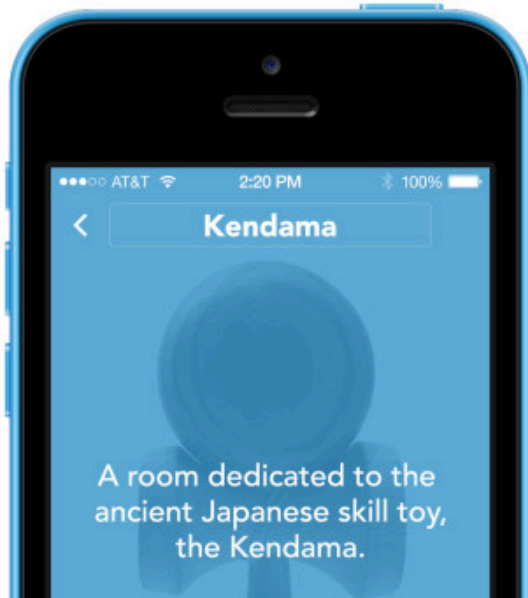 AT&T 2:20 PM 100%
Kendama
A room dedicated to the
ancient Japanese skill toy,
the Kendama.